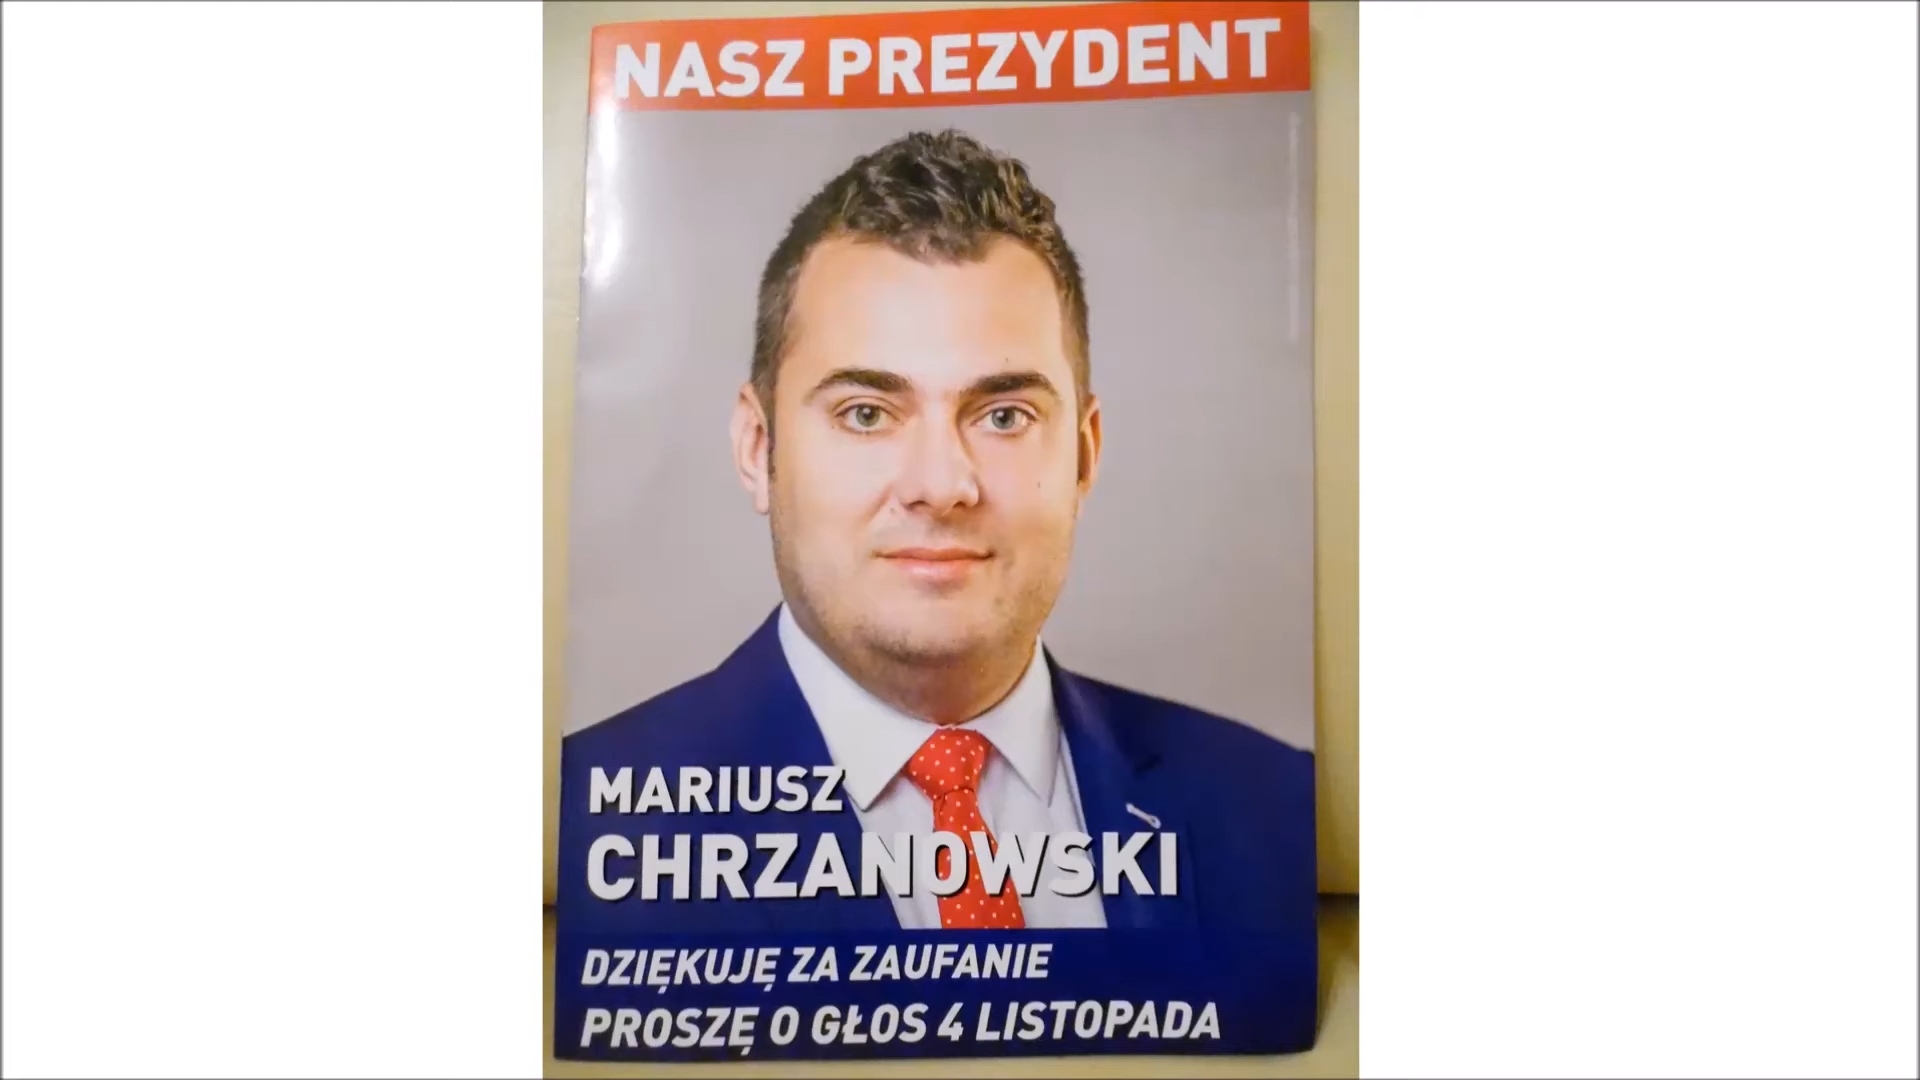 NASZ PREZYDENT
MARIUSZ
CHRZANOWSKI
DZIĘKUJĘ ZA ZAUFANIE
PROSZĘ O GŁOS 4 LISTOPADA